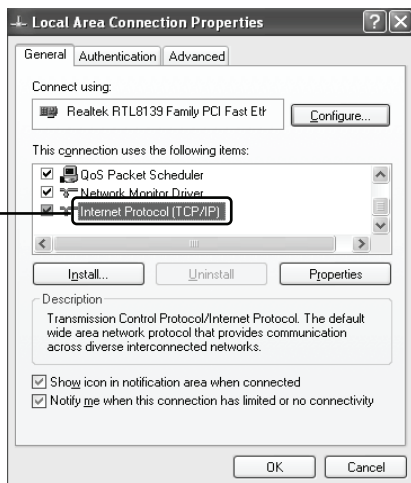 Local Area Connection Properties
General Authentication Advanced
Connect using:
Realtek RTL8139 Family PCI Fast Eth
Configure...
This connection uses the following items:
QoS Packet Scheduler
Network Monitor Driver
Internet Protocol (TCP/IP)
Install... Uninstall Properties
Description
Transmission Control Protocol/Internet Protocol. The default
wide area network protocol that provides communication
across diverse interconnected networks.
Show icon in notification area when connected
Notify me when this connection has limited or no connectivity
OK Cancel